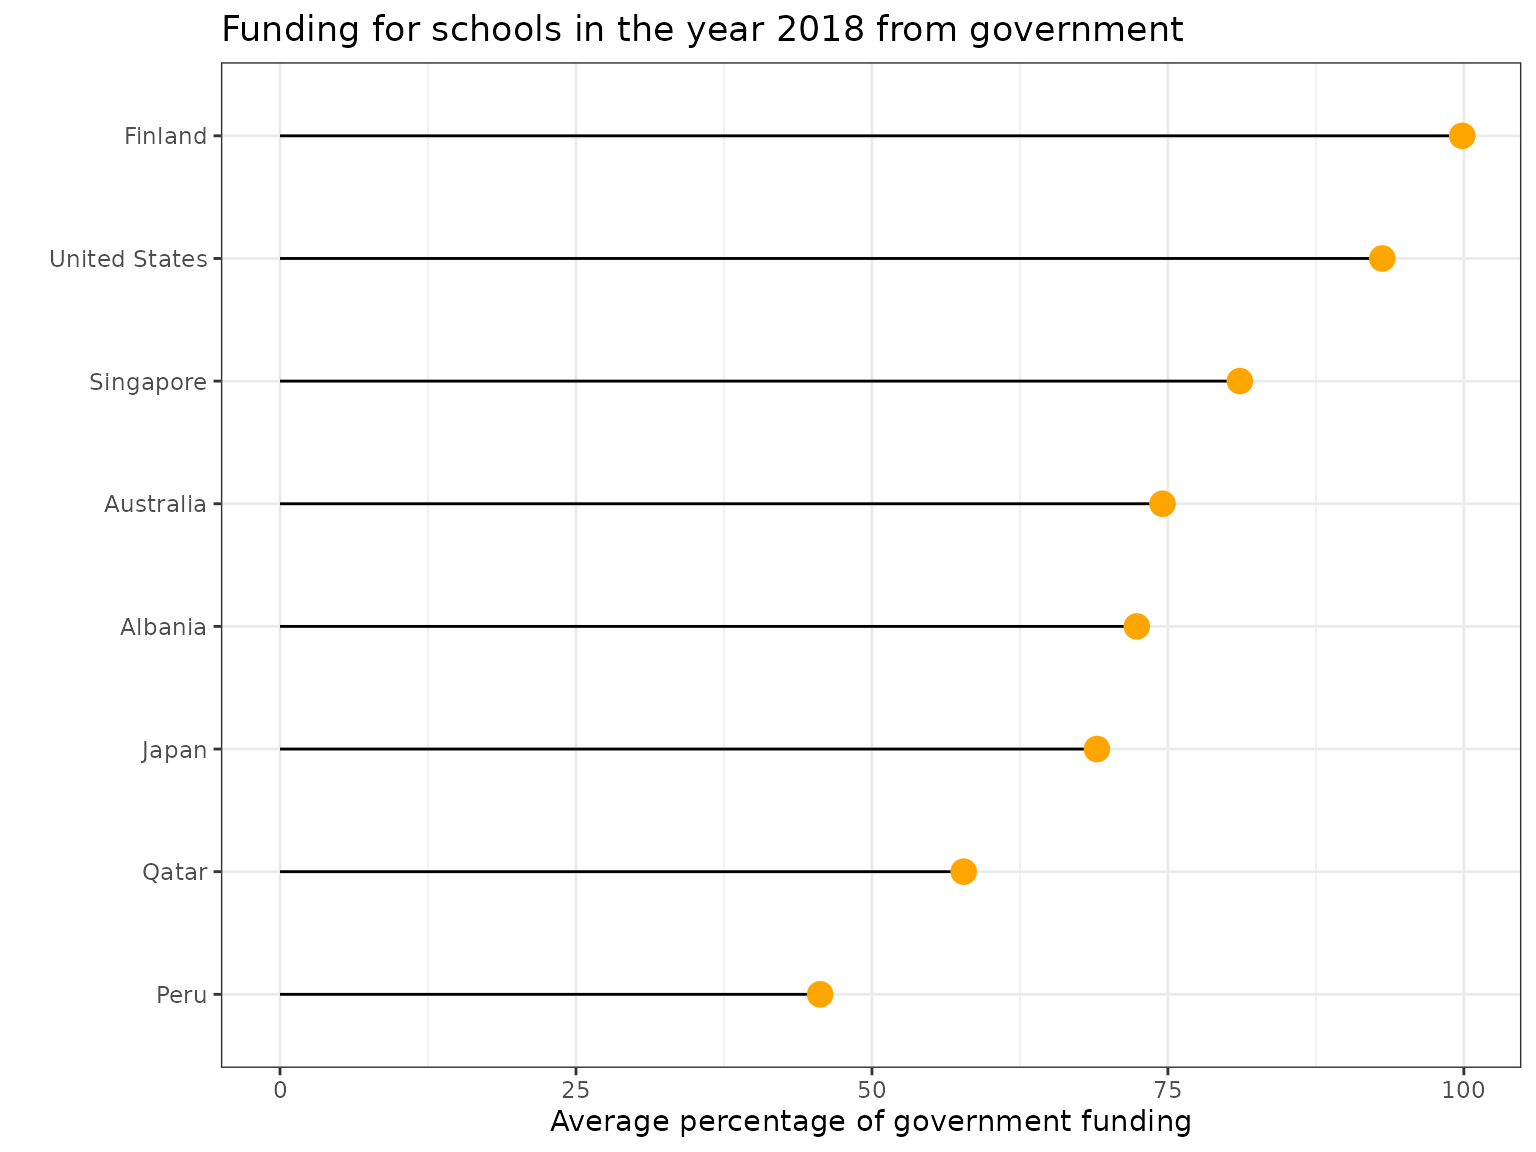 Funding for schools in the year 2018 from government
Finland
United States
Singapore
Australia
Albania
Japan
Qatar
Peru
0 25 50 75 100
Average percentage of government funding